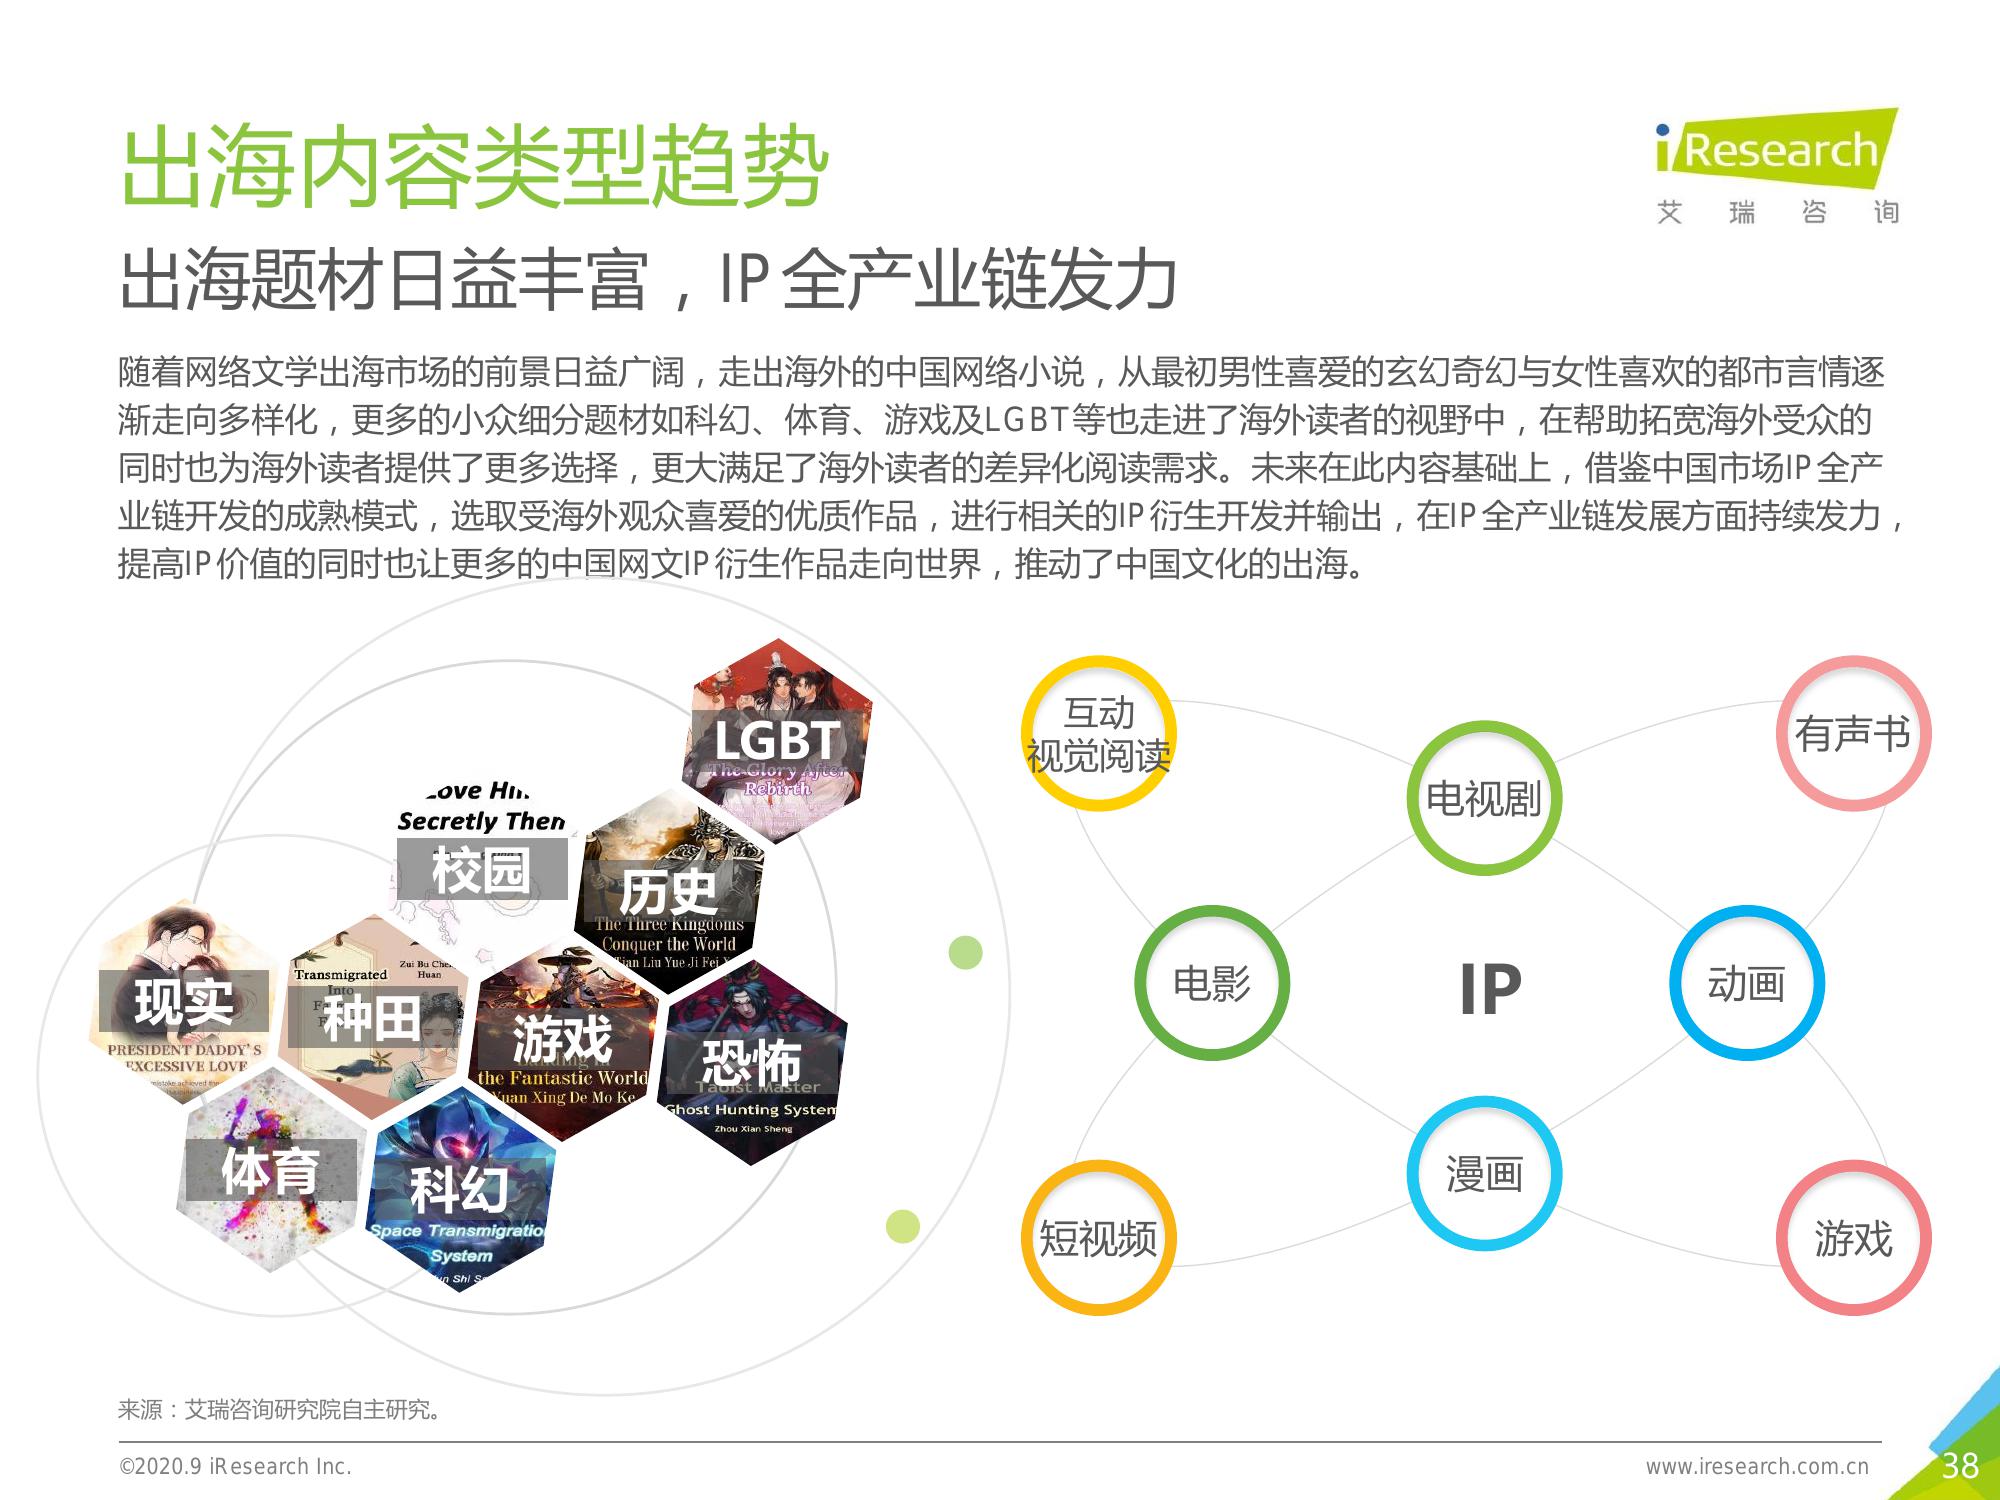 出海内容类型趋势
iResearch
艾瑞咨询
出海题材日益丰富，IP全产业链发力
随着网络文学出海市场的前景日益广阔，走出海外的中国网络小说，从最初男性喜爱的玄幻奇幻与女性喜欢的都市言情逐
渐走向多样化，更多的小众细分题材如科幻、体育、游戏及LGBT等也走进了海外读者的视野中，在帮助拓宽海外受众的
同时也为海外读者提供了更多选择，更大满足了海外读者的差异化阅读需求。未来在此内容基础上，借鉴中国市场IP全产
业链开发的成熟模式，选取受海外观众喜爱的优质作品，进行相关的IP衍生开发并输出，在IP全产业链发展方面持续发力，
提高IP价值的同时也让更多的中国网文IP衍生作品走向世界，推动了中国文化的出海。
LGBT
The Glory After
Rebirth
Secretly Then
校园
历史
The Three Kingdoms
Conquer the World
Tian Liu Yue Ji Fei
现实
PRESIDENT DADDY'S
EXCESSIVE LOVE
Transmigrated
Into
Zui Bu Che
Huan
种田
游戏
the Fantastic World
Yuan Xing De Mo Ke
恐怖
Taoist Master
Ghost Hunting System
Zhou Xian Sheng
体育
科幻
Space Transmigration
System
互动
视觉阅读
有声书
电视剧
电影
IP
动画
漫画
短视频
游戏
来源：艾瑞咨询研究院自主研究。
©2020.9 iResearch Inc.
www.iresearch.com.cn
38